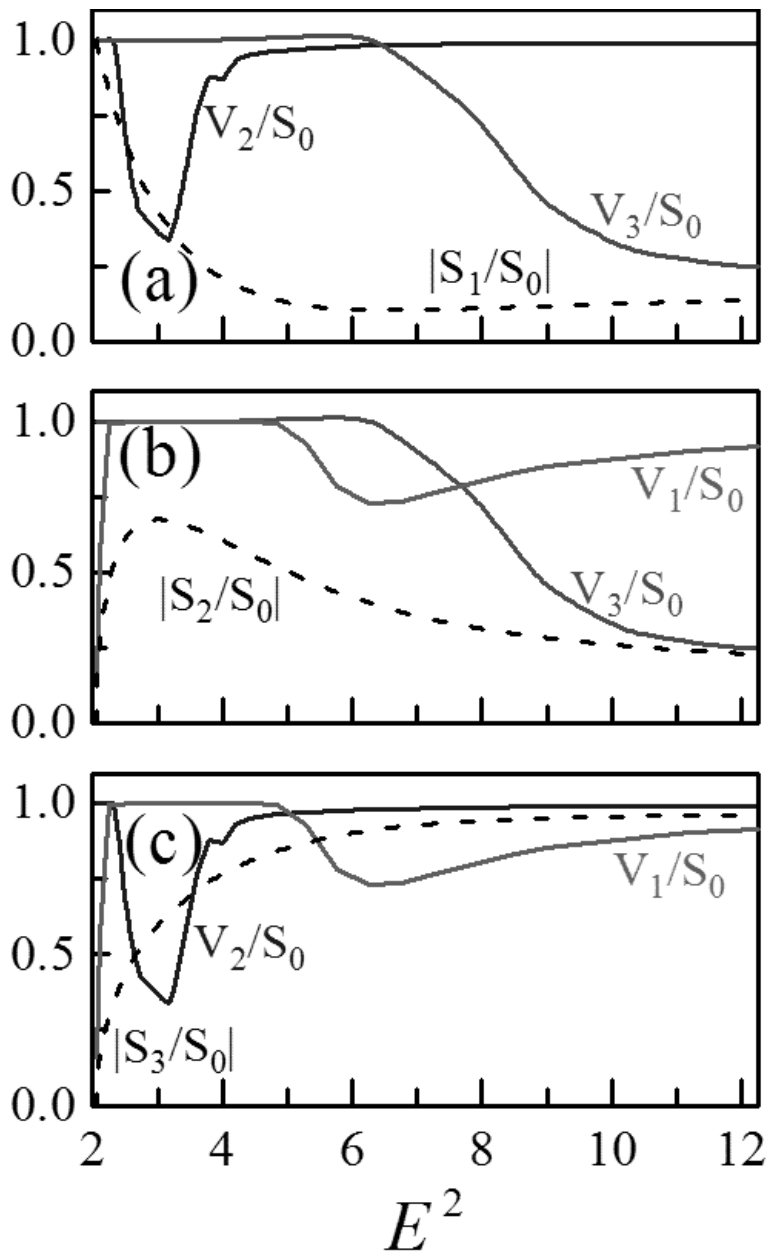 1.0
V₂/S₀
0.5
V₃/S₀
(a)
|S₁/S₀|
0.0
1.0
(b)
V₁/S₀
0.5
|S₂/S₀|
V₃/S₀
0.0
1.0
(c)
V₁/S₀
V₂/S₀
0.5
|S₃/S₀|
0.0
2 4 6 8 10 12
E²